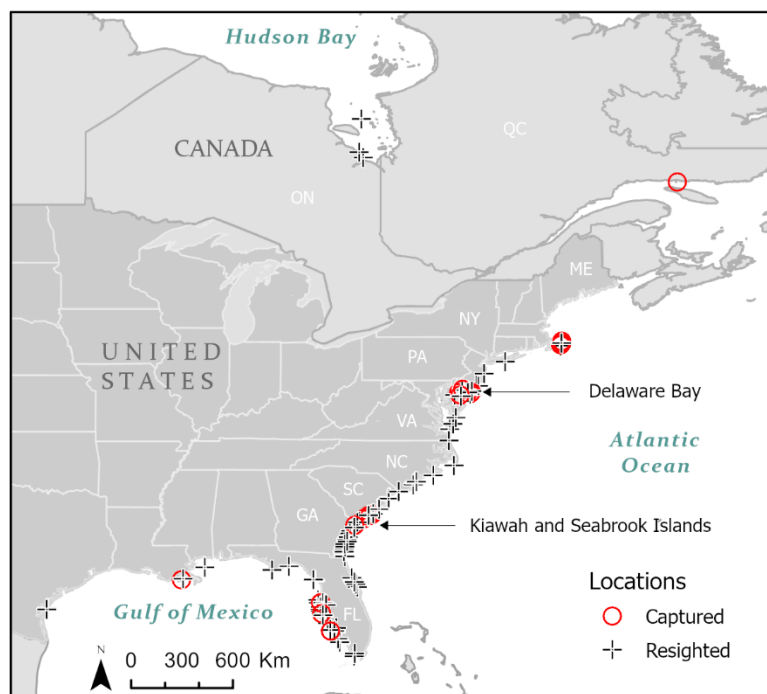 Hudson Bay
CANADA
QC
ON
ME
NY
UNITED
STATES
PA
Delaware Bay
VA
Atlantic
Ocean
NC
SC
GA
Kiawah and Seabrook Islands
Locations
Gulf of Mexico
FL
Captured
Resighted
N
0 300 600 Km